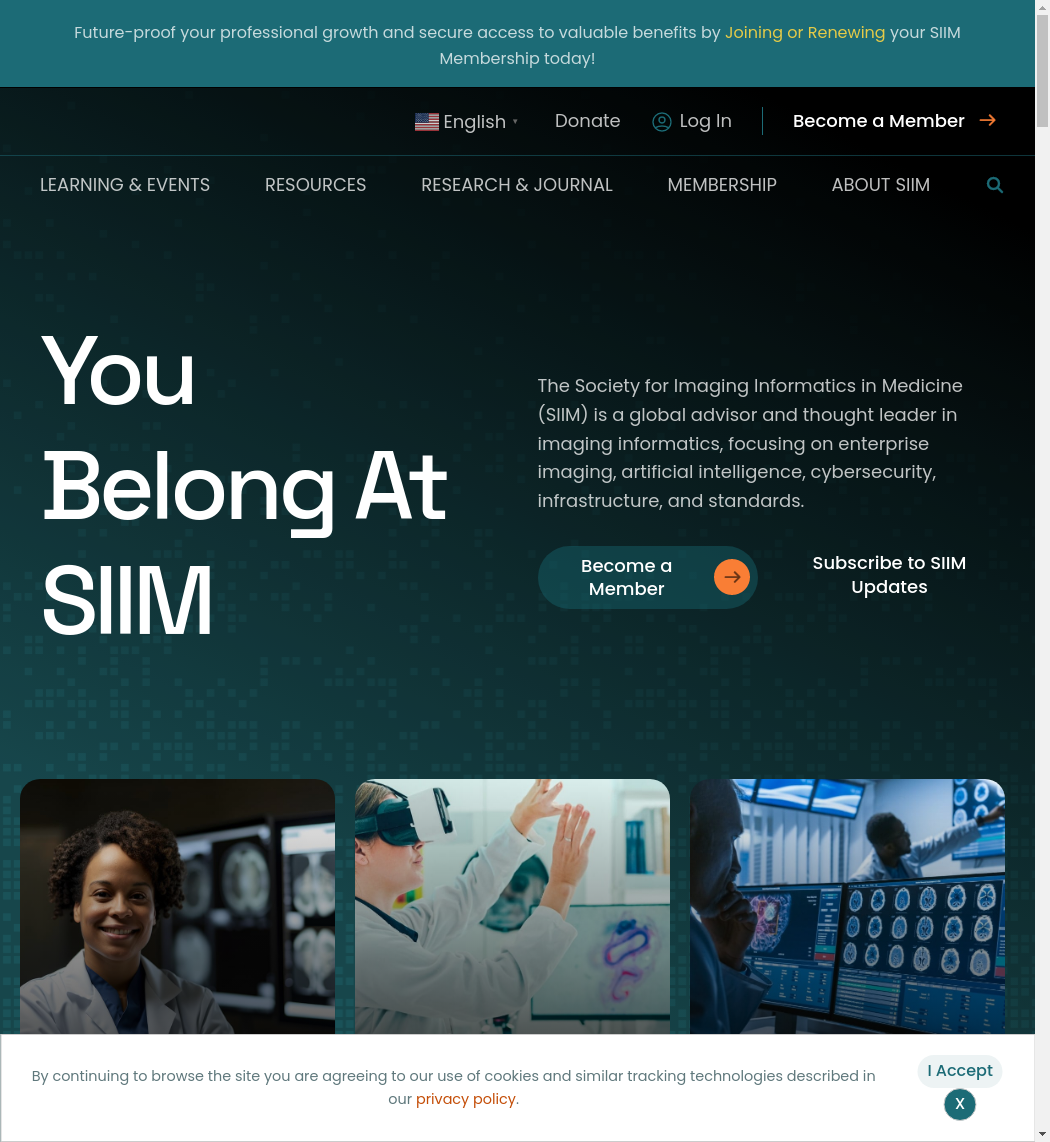 Future-proof your professional growth and secure access to valuable benefits by Joining or Renewing your SIIM
Membership today!
English
Donate
Log In
Become a Member
LEARNING & EVENTS
RESOURCES
RESEARCH & JOURNAL
MEMBERSHIP
ABOUT SIIM
You
Belong At
SIIM
The Society for Imaging Informatics in Medicine
(SIIM) is a global advisor and thought leader in
imaging informatics, focusing on enterprise
imaging, artificial intelligence, cybersecurity,
infrastructure, and standards.
Become a
Member
Subscribe to SIIM
Updates
By continuing to browse the site you are agreeing to our use of cookies and similar tracking technologies described in
our privacy policy.
I Accept
X